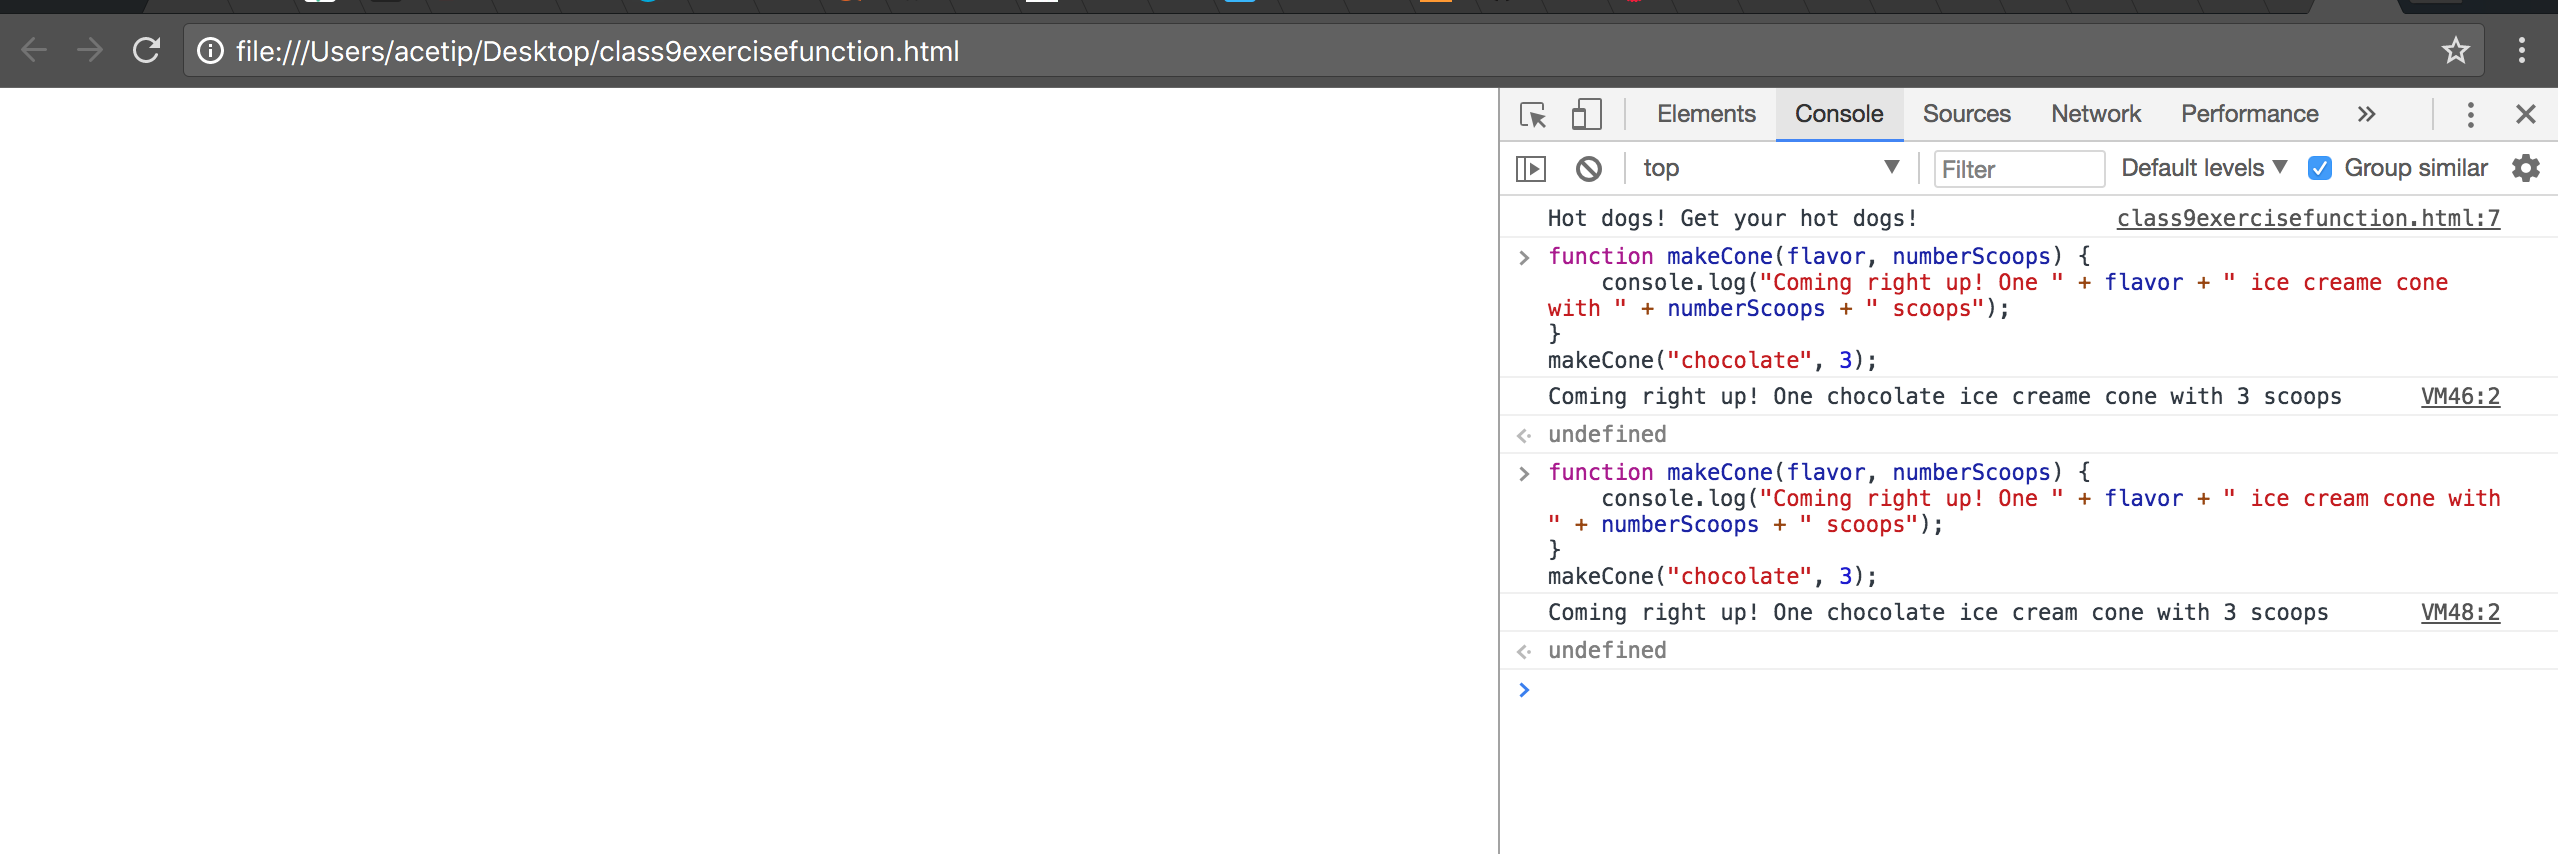 file:///Users/acetip/Desktop/class9exercisefunction.html
Elements Console Sources Network Performance »
top Filter Default levels Group similar
Hot dogs! Get your hot dogs! class9exercisefunction.html:7
> function makeCone(flavor, numberScoops) {
console.log("Coming right up! One " + flavor + " ice creame cone
with " + numberScoops + " scoops");
}
makeCone("chocolate", 3);
Coming right up! One chocolate ice creame cone with 3 scoops VM46:2
undefined
> function makeCone(flavor, numberScoops) {
console.log("Coming right up! One " + flavor + " ice cream cone with
" + numberScoops + " scoops");
}
makeCone("chocolate", 3);
Coming right up! One chocolate ice cream cone with 3 scoops VM48:2
undefined
>